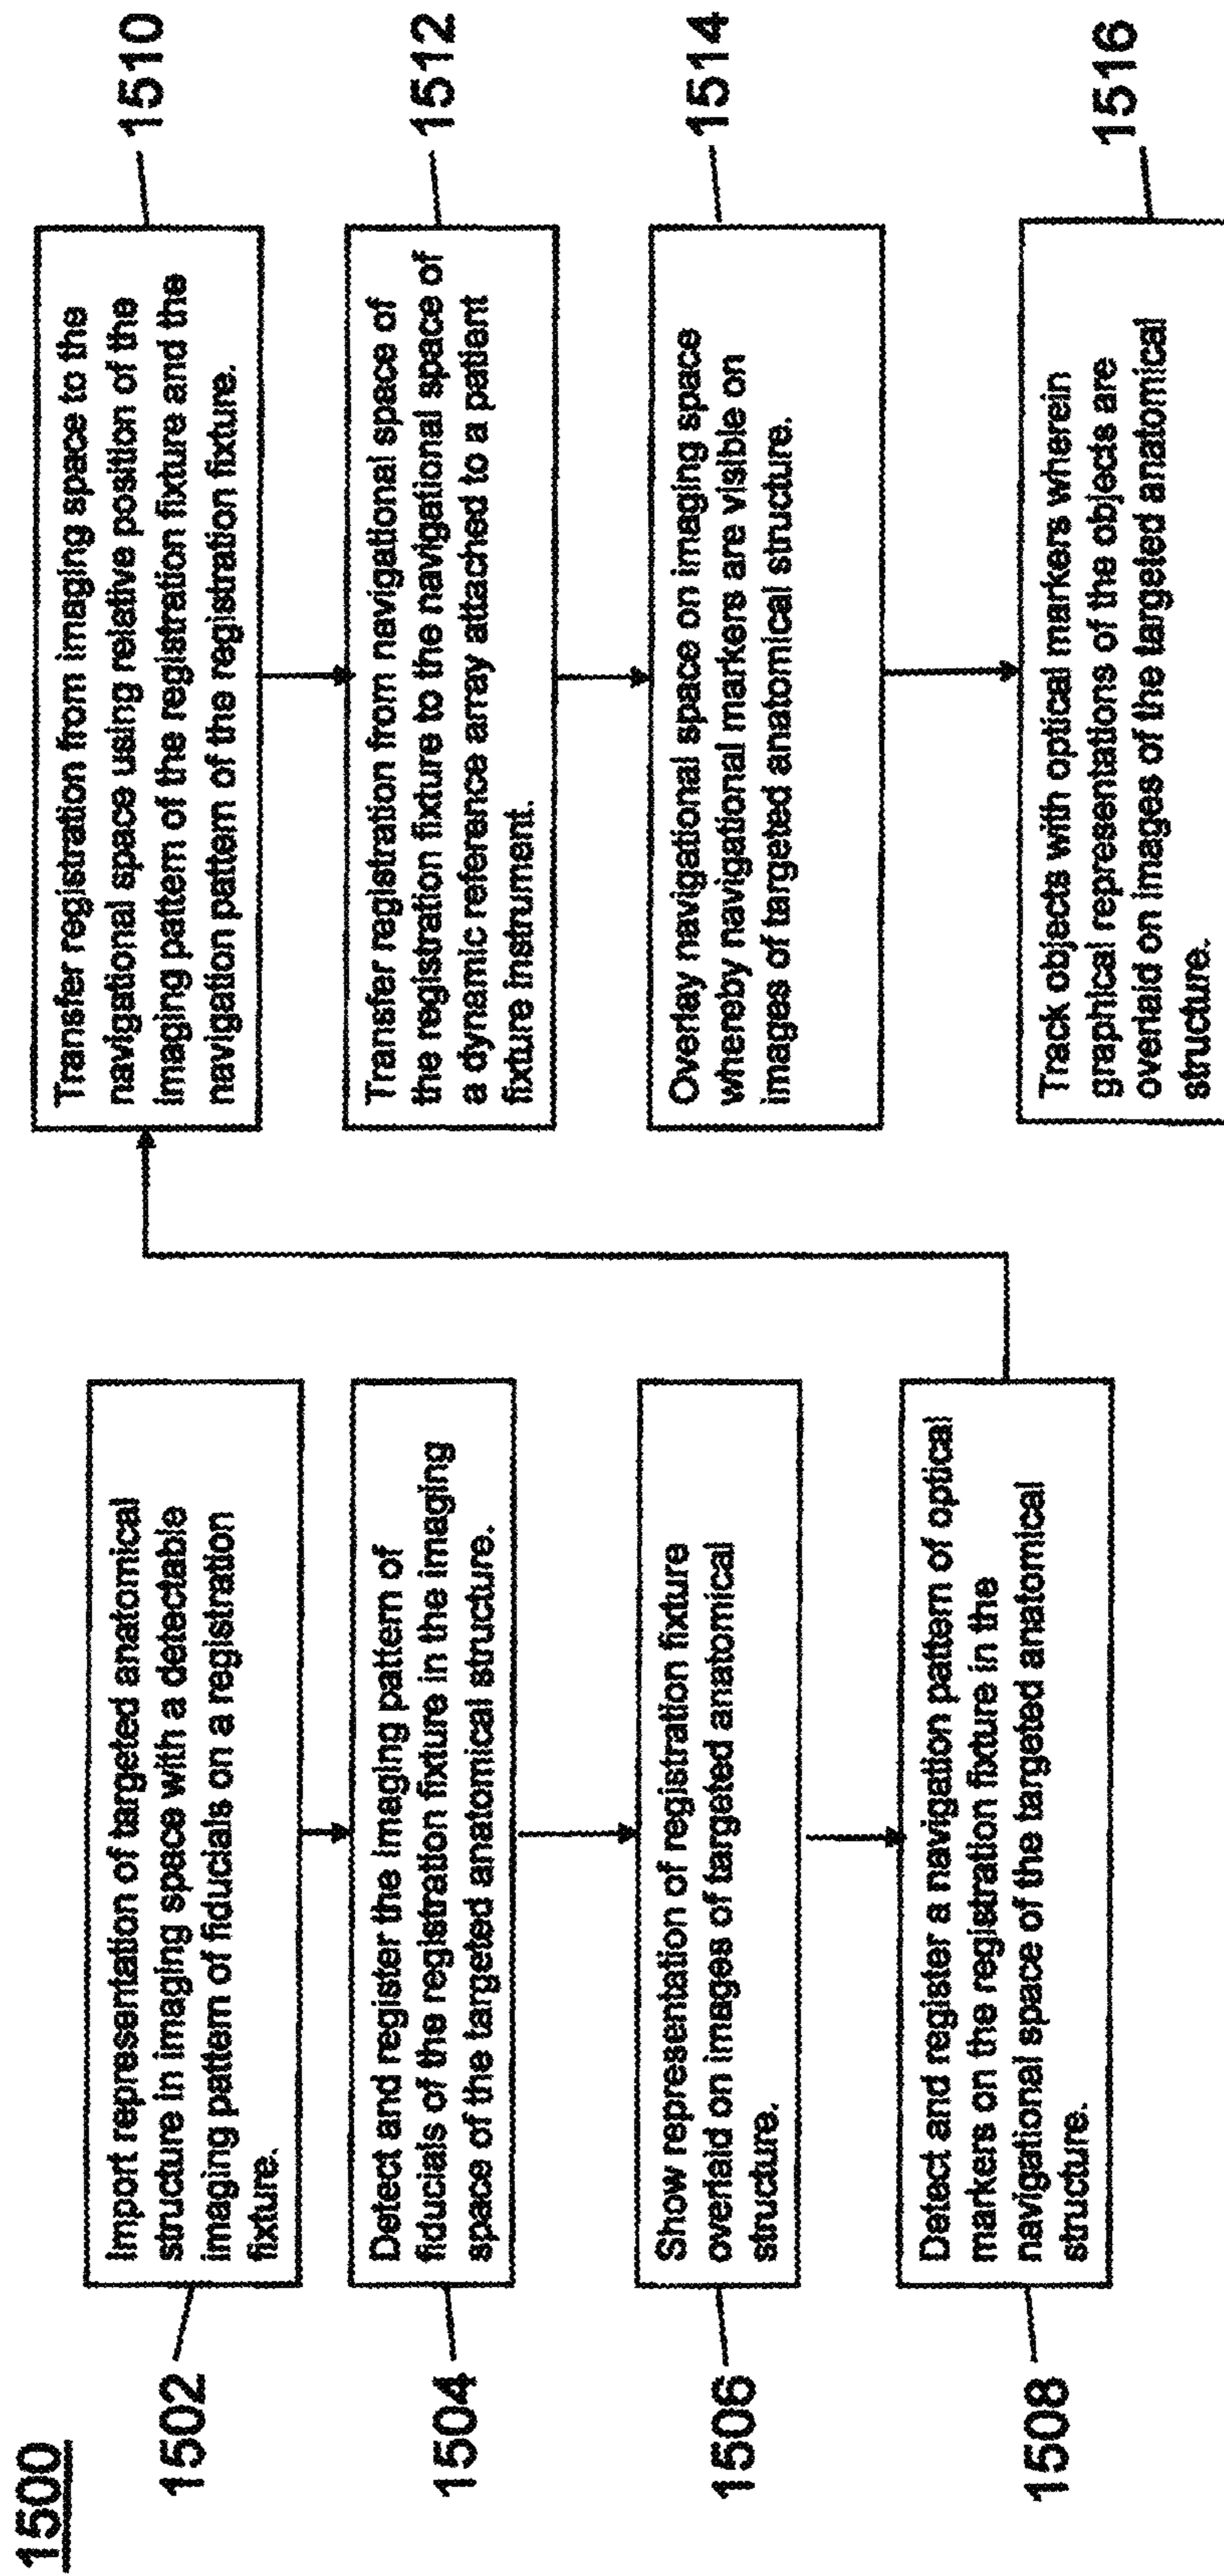 1500
1502
Import representation of targeted anatomical
structure in imaging space with a detectable
imaging pattern of fiducials on a registration
fixture.
1504
Detect and register the imaging pattern of
fiducials of the registration fixture in the imaging
space of the targeted anatomical structure.
1506
Show representation of registration fixture
overlaid on images of targeted anatomical
structure.
1508
Detect and register a navigation pattern of optical
markers on the registration fixture in the
navigational space of the targeted anatomical
structure.
Transfer registration from imaging space to the
navigational space using relative position of the
imaging pattern of the registration fixture and the
navigation pattern of the registration fixture.
1510
Transfer registration from navigational space of
the registration fixture to the navigational space of
a dynamic reference array attached to a patient
fixture instrument.
1512
Overlay navigational space on imaging space
whereby navigational markers are visible on
images of targeted anatomical structure.
1514
Track objects with optical markers wherein
graphical representations of the objects are
overlaid on images of the targeted anatomical
structure.
1516